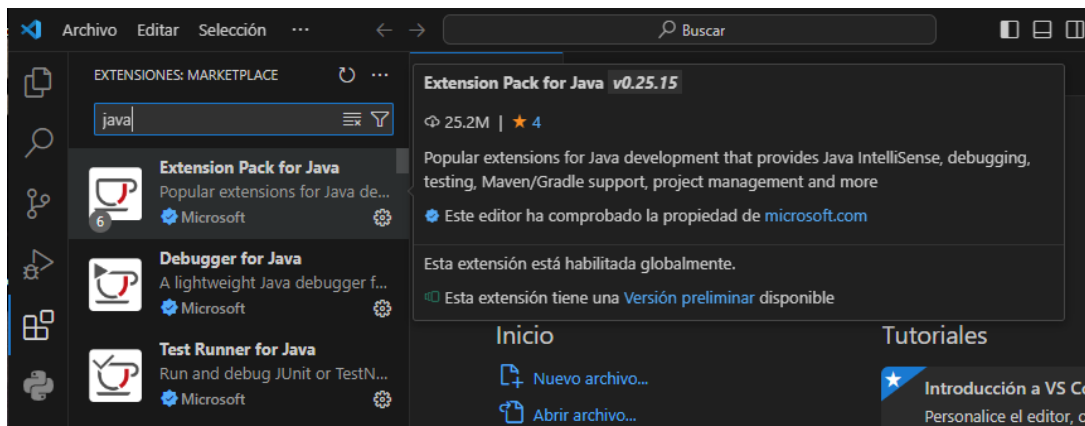 Archivo Editar Selección ··· Buscar
EXTENSIONES: MARKETPLACE ···
java
Extension Pack for Java
Popular extensions for Java de...
6
Microsoft
Debugger for Java
A lightweight Java debugger f...
Microsoft
Test Runner for Java
Run and debug JUnit or TestN...
Microsoft
Extension Pack for Java v0.25.15
25.2M | ★ 4
Popular extensions for Java development that provides Java IntelliSense, debugging,
testing, Maven/Gradle support, project management and more
Este editor ha comprobado la propiedad de microsoft.com
Esta extensión está habilitada globalmente.
Esta extensión tiene una Versión preliminar disponible
Inicio
Nuevo archivo...
Abrir archivo...
Tutoriales
Introducción a VS Co
Personalice el editor,